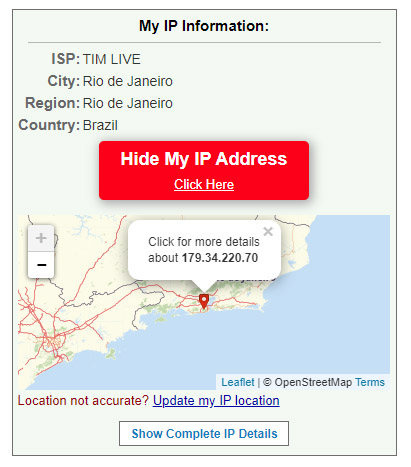 My IP Information:
ISP: TIM LIVE
City: Rio de Janeiro
Region: Rio de Janeiro
Country: Brazil
Hide My IP Address
Click Here
+
−
×
Click for more details
about 179.34.220.70
Leaflet | © OpenStreetMap Terms
Location not accurate? Update my IP location
Show Complete IP Details